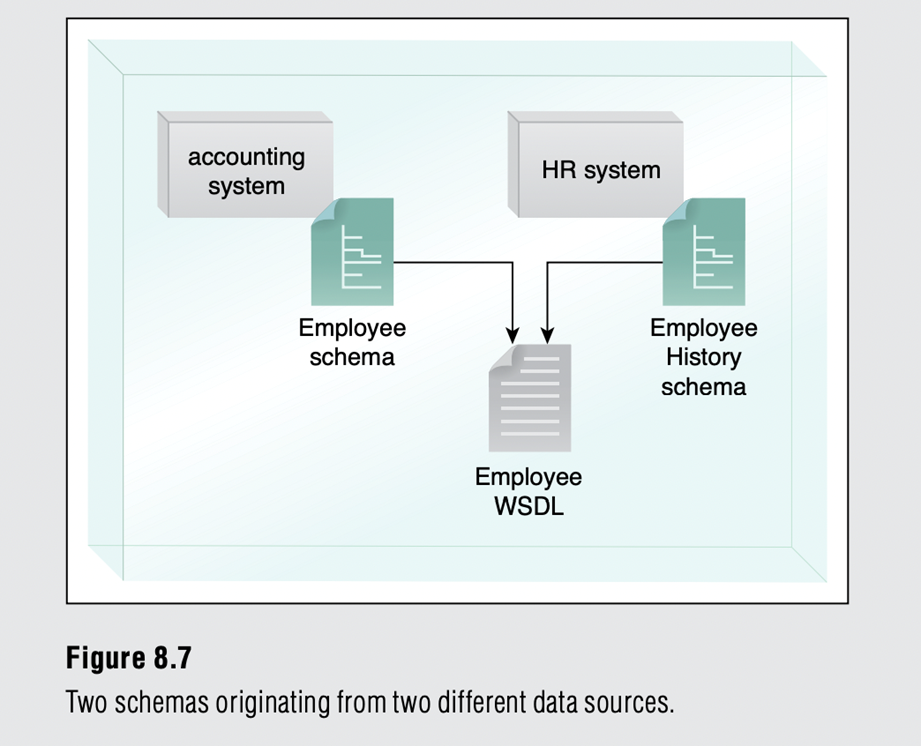 accounting
system
HR system
Employee
schema
Employee
History
schema
Employee
WSDL
Figure 8.7
Two schemas originating from two different data sources.